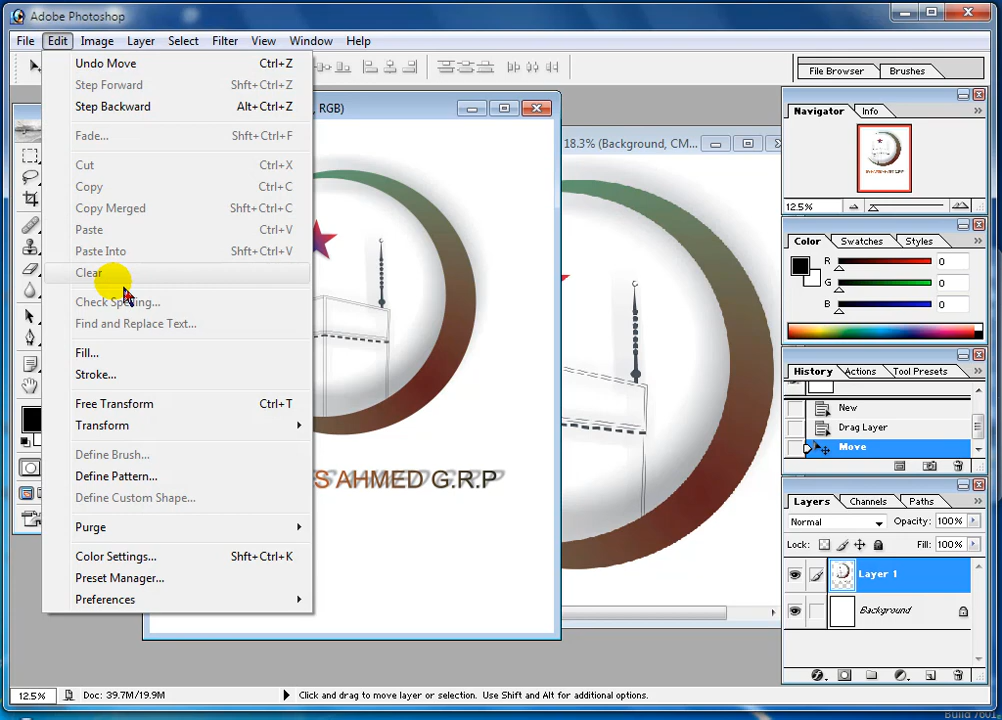 Adobe Photoshop
File Edit Image Layer Select Filter View Window Help
File Browser Brushes
Undo Move Ctrl+Z
Step Forward Shft+Ctrl+Z
Step Backward Alt+Ctrl+Z
Fade... Shft+Ctrl+F
Cut Ctrl+X
Copy Ctrl+C
Copy Merged Shft+Ctrl+C
Paste Ctrl+V
Paste Into Shft+Ctrl+V
Clear
Check Spelling...
Find and Replace Text...
Fill...
Stroke...
Free Transform Ctrl+T
Transform
Define Brush...
Define Pattern...
Define Custom Shape...
Purge
Color Settings... Shft+Ctrl+K
Preset Manager...
Preferences
, RGB)
18.3% (Background, CM...
S AHMED G.R.P
Navigator Info
12.5%
Color Swatches Styles
R 0
G 0
B 0
History Actions Tool Presets
New
Drag Layer
Move
Layers Channels Paths
Normal Opacity: 100%
Lock: Fill: 100%
Layer 1
Background
12.5% Doc: 39.7M/19.9M Click and drag to move layer or selection. Use Shift and Alt for additional options.
Build 7601